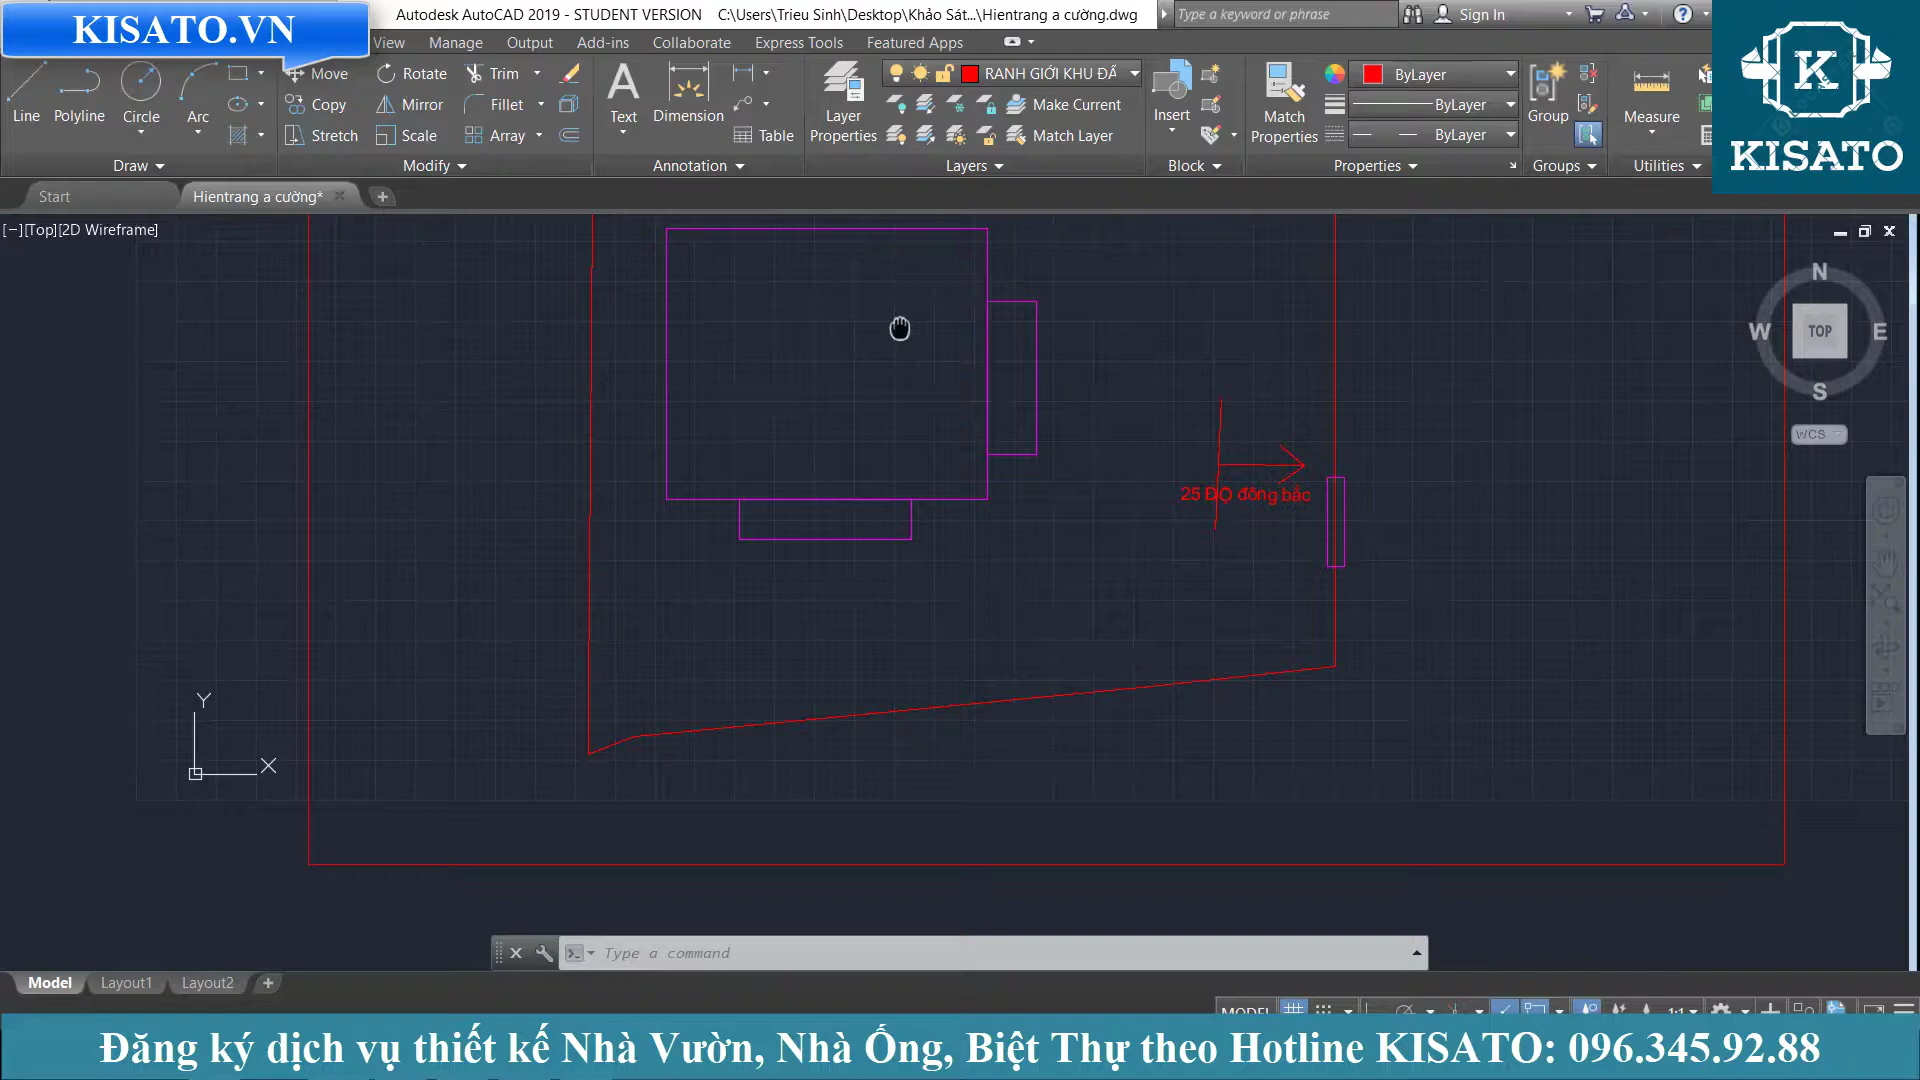 KISATO.VN
Autodesk AutoCAD 2019 - STUDENT VERSION C:\Users\Trieu Sinh\Desktop\Khảo Sát...\Hientrang a cường.dwg
Type a keyword or phrase
Sign In
View Manage Output Add-ins Collaborate Express Tools Featured Apps
K
KISATO
Line Polyline Circle Arc
Move Rotate Trim
Copy Mirror Fillet
Stretch Scale Array
Text Dimension
Table
Layer Properties
RANH GIỚI KHU ĐẤ
Make Current
Match Layer
Insert
Match Properties
ByLayer
ByLayer
ByLayer
Group
Measure
Draw Modify Annotation Layers Block Properties Groups Utilities
Start Hientrang a cường*
[−][Top][2D Wireframe]
N
W TOP E
S
WCS
25 ĐỘ đông bắc
Y
X
Type a command
Model Layout1 Layout2
MODEL
1:1
Đăng ký dịch vụ thiết kế Nhà Vườn, Nhà Ống, Biệt Thự theo Hotline KISATO: 096.345.92.88